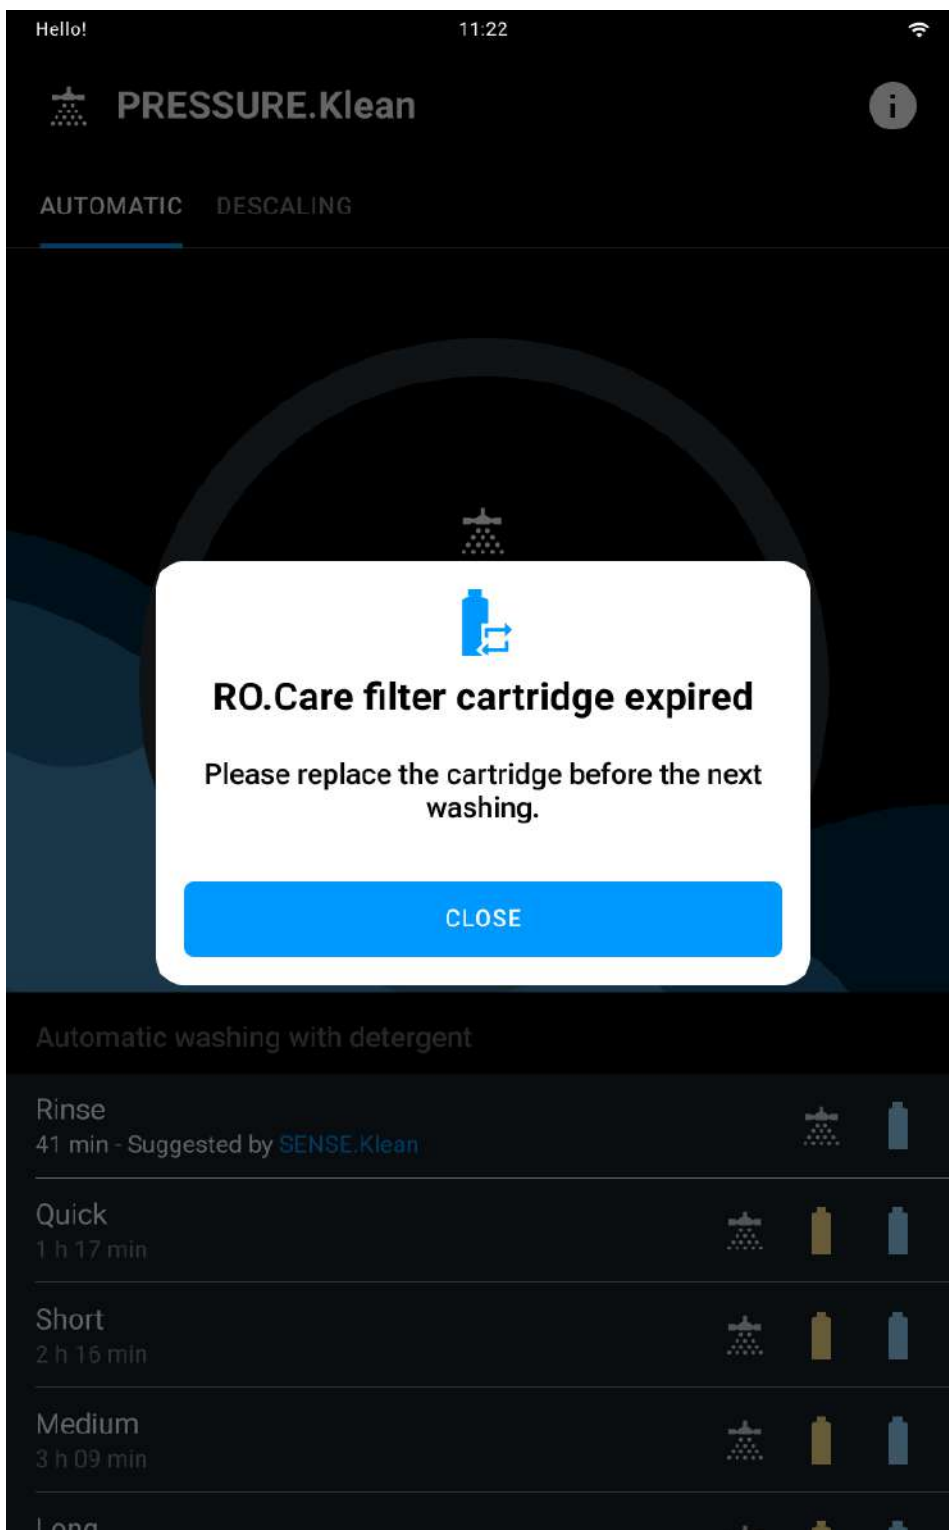 Hello!
11:22
PRESSURE.Klean
i
AUTOMATIC DESCALING
RO.Care filter cartridge expired
Please replace the cartridge before the next
washing.
CLOSE
Automatic washing with detergent
Rinse
41 min - Suggested by SENSE.Klean
Quick
1 h 17 min
Short
2 h 16 min
Medium
3 h 09 min
Long